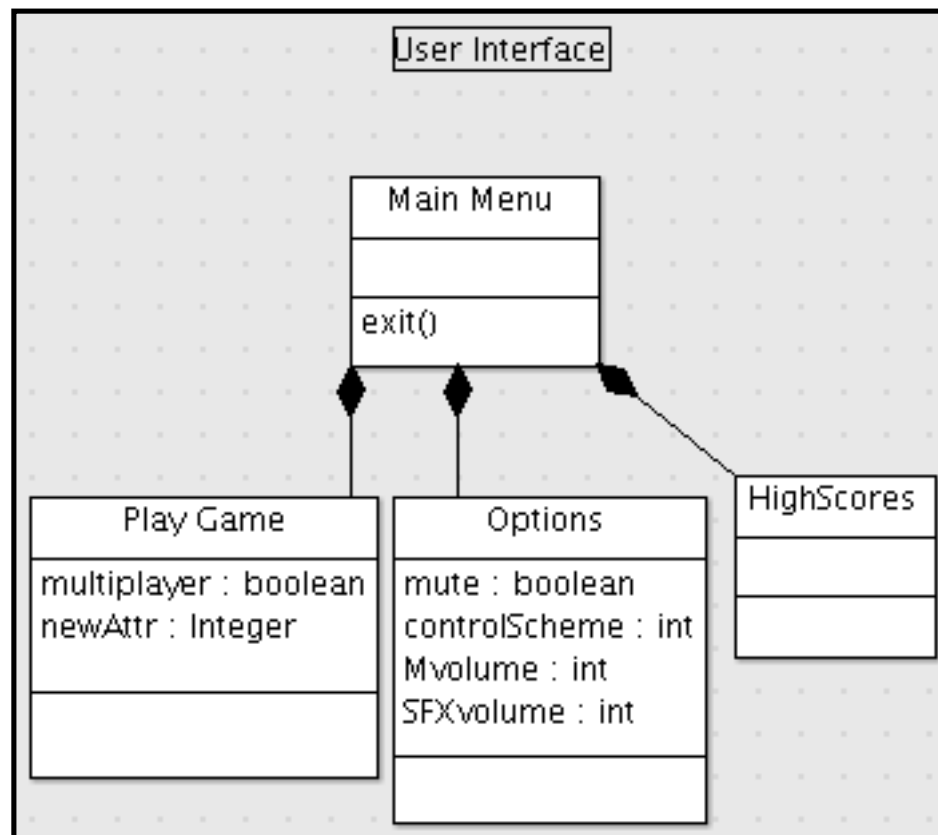 User Interface
Main Menu
exit()
Play Game
multiplayer : boolean
newAttr : Integer
Options
mute : boolean
controlScheme : int
Mvolume : int
SFXvolume : int
HighScores